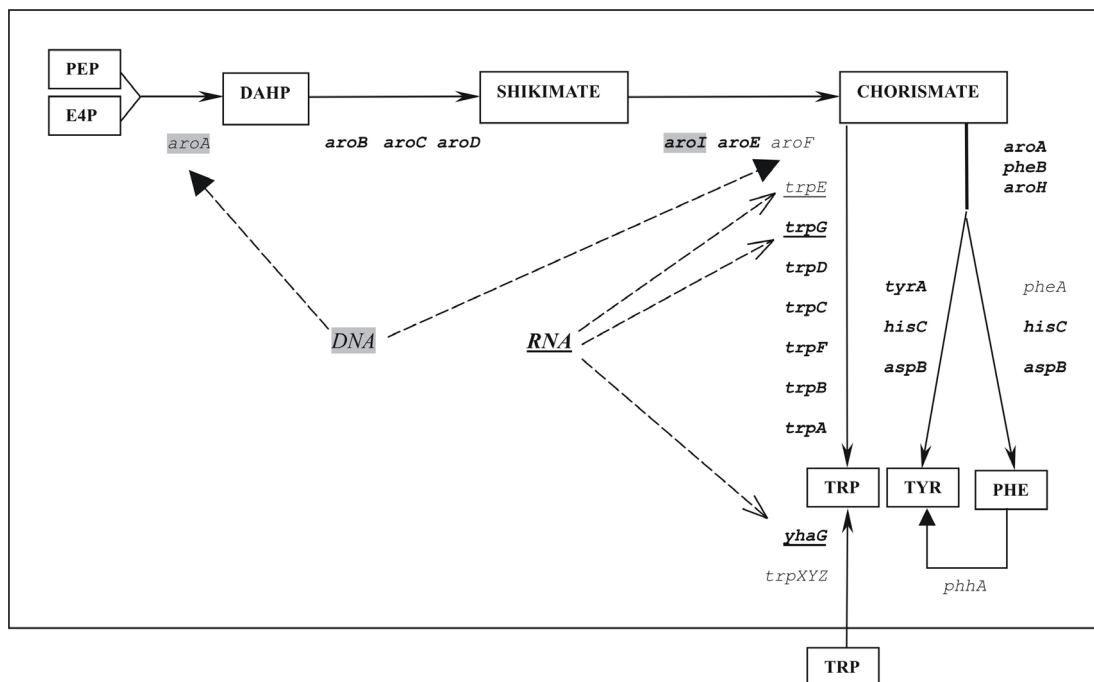 PEP
E4P
DAHP
SHIKIMATE
CHORISMATE
aroA
aroB aroC aroD
aroI aroE aroF
aroA
pheB
aroH
trpE
trpG
trpD
trpC
trpF
trpB
trpA
tyrA
hisC
aspB
pheA
hisC
aspB
DNA
RNA
TRP
TYR
PHE
yhaG
trpXYZ
phhA
TRP